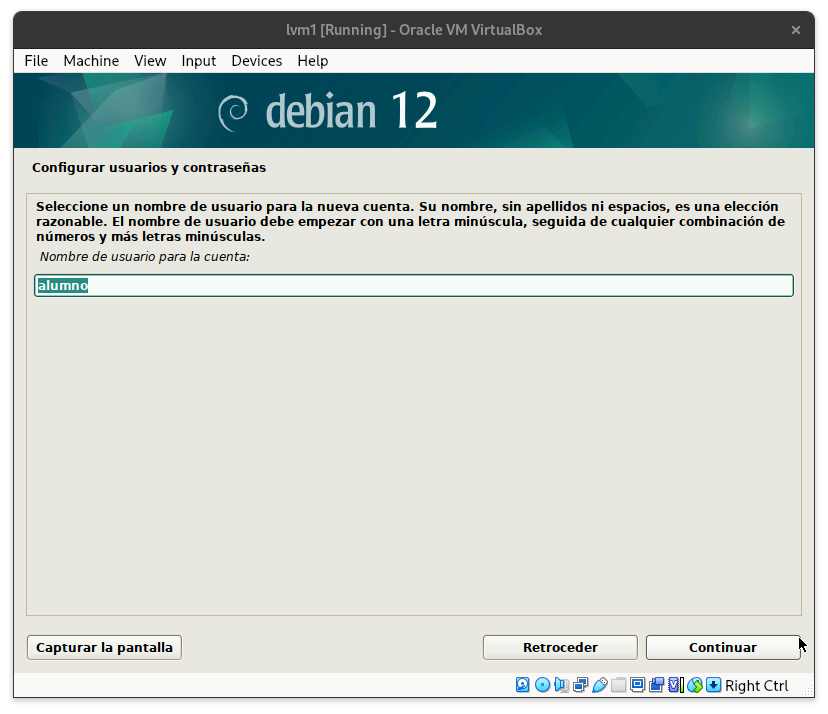 lvm1 [Running] - Oracle VM VirtualBox
File Machine View Input Devices Help
debian 12
Configurar usuarios y contraseñas
Seleccione un nombre de usuario para la nueva cuenta. Su nombre, sin apellidos ni espacios, es una elección
razonable. El nombre de usuario debe empezar con una letra minúscula, seguida de cualquier combinación de
números y más letras minúsculas.
Nombre de usuario para la cuenta:
alumno
Capturar la pantalla Retroceder Continuar
Right Ctrl